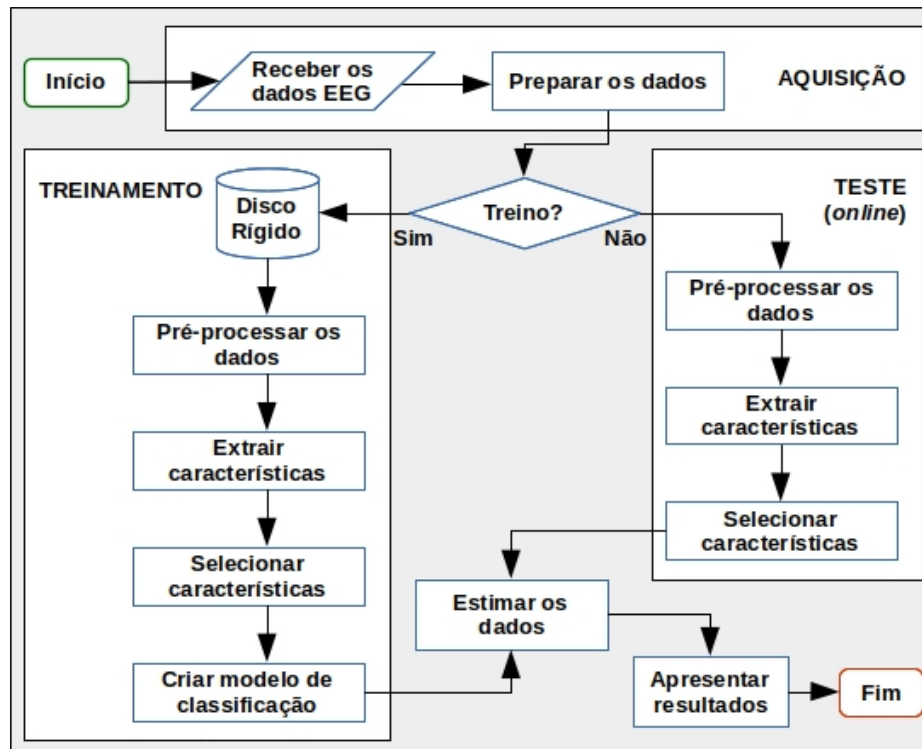 Início
Receber os
dados EEG
Preparar os dados
AQUISIÇÃO
TREINAMENTO
Disco
Rígido
Sim
Treino?
Não
TESTE
(online)
Pré-processar os
dados
Extrair
características
Selecionar
características
Criar modelo de
classificação
Pré-processar os
dados
Extrair
características
Selecionar
características
Estimar os
dados
Apresentar
resultados
Fim